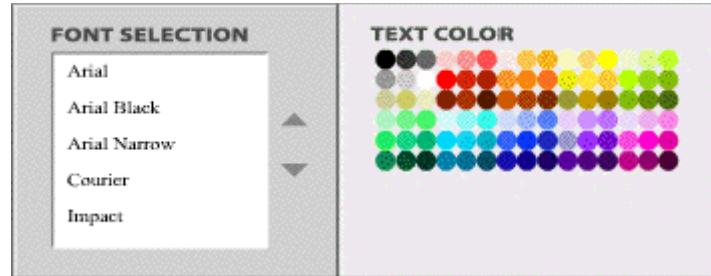 FONT SELECTION
Arial
Arial Black
Arial Narrow
Courier
Impact
TEXT COLOR